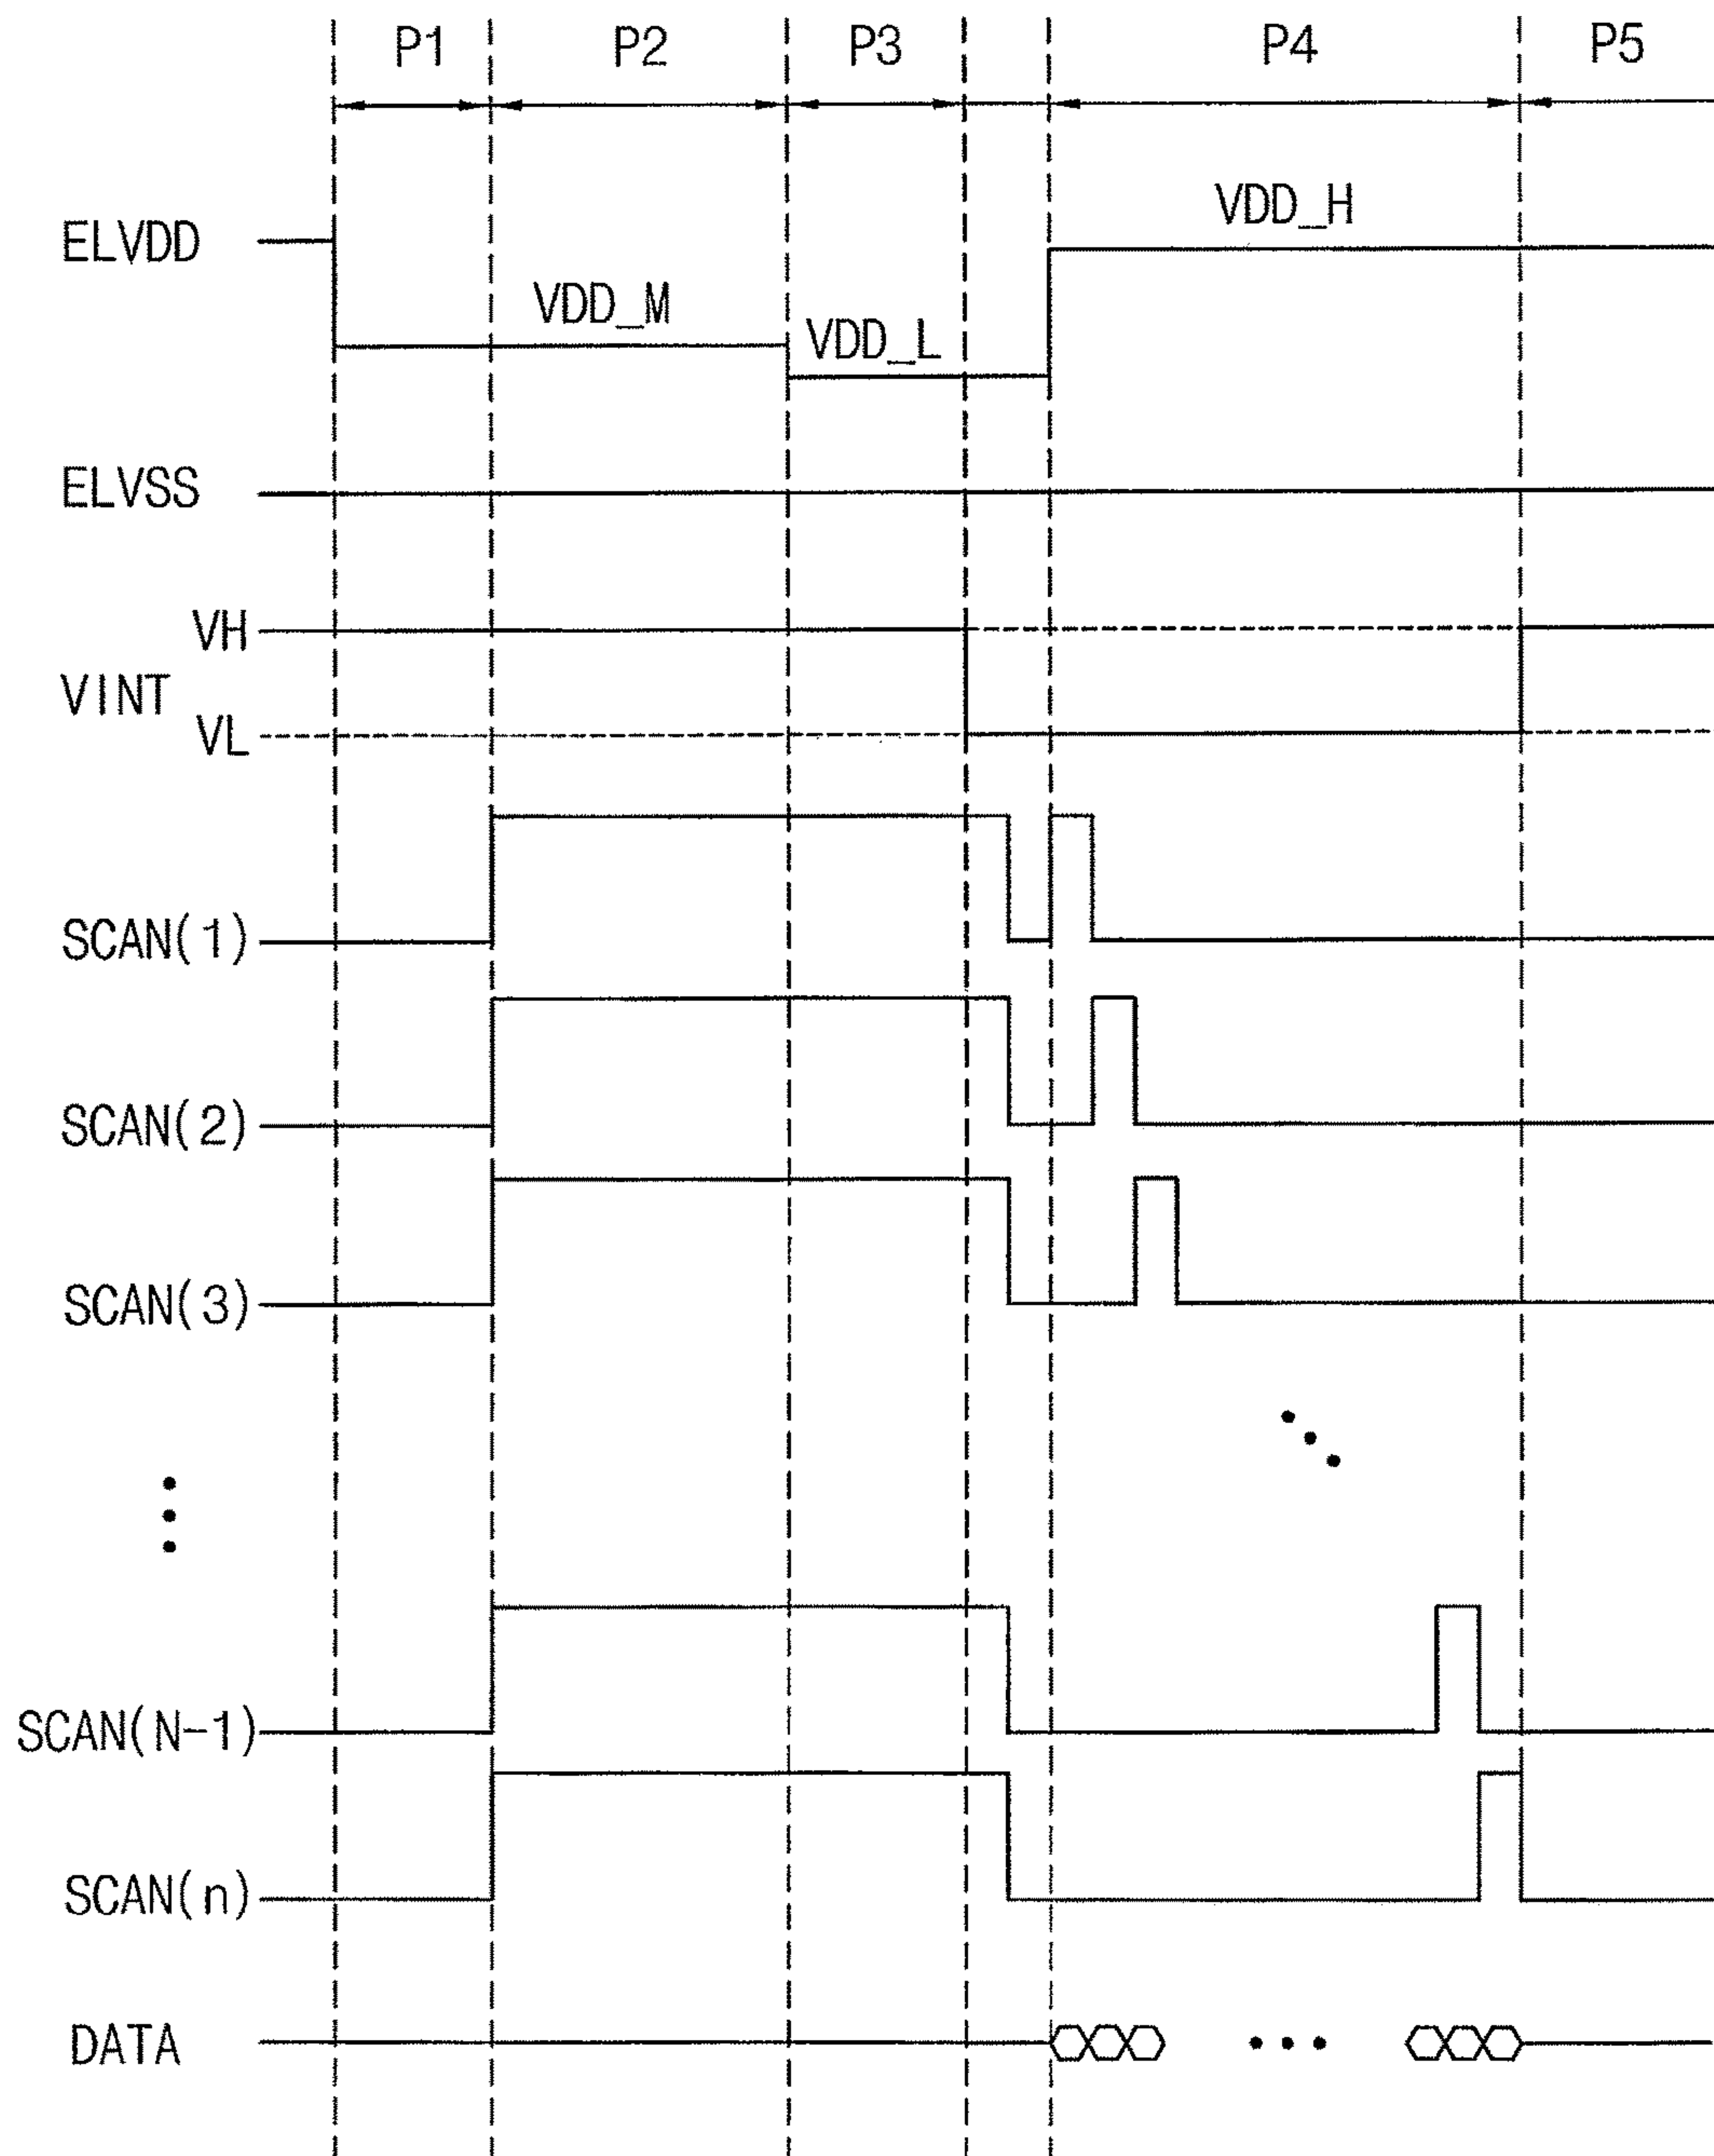 P1 P2 P3 P4 P5
VDD_H
ELVDD
VDD_M
VDD_L
ELVSS
VH
VINT
VL
SCAN(1)
SCAN(2)
SCAN(3)
SCAN(N-1)
SCAN(n)
DATA